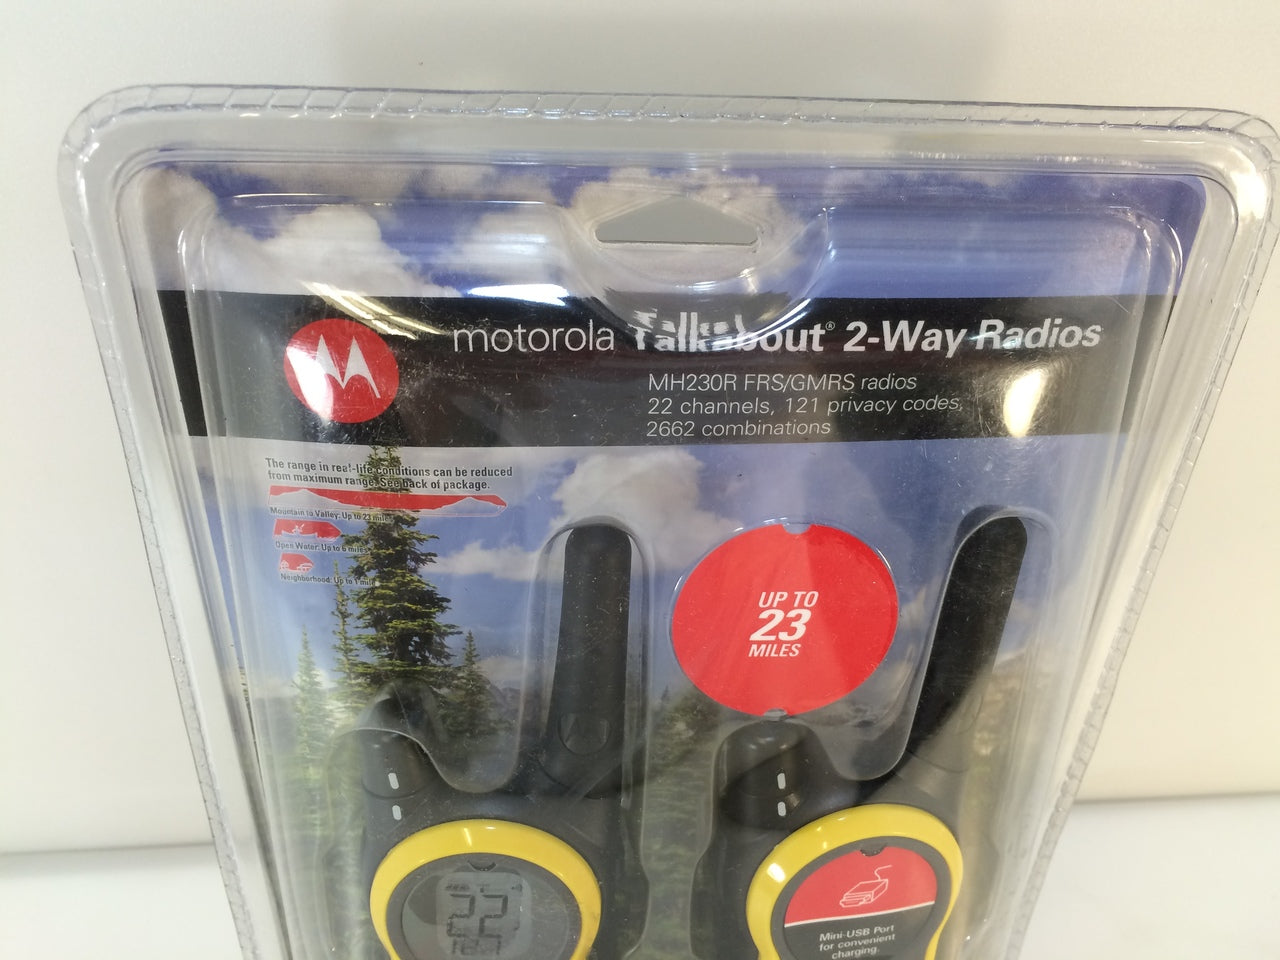 motorola Talkabout® 2-Way Radios
MH230R FRS/GMRS radios
22 channels, 121 privacy codes,
2662 combinations
The range in real-life conditions can be reduced
from maximum range. See back of package.
Mountain to Valley: Up to 23 miles
Open Water: Up to 6 miles
Neighborhood: Up to 1 mile
UP TO
23
MILES
22
Mini-USB Port
for convenient
charging.